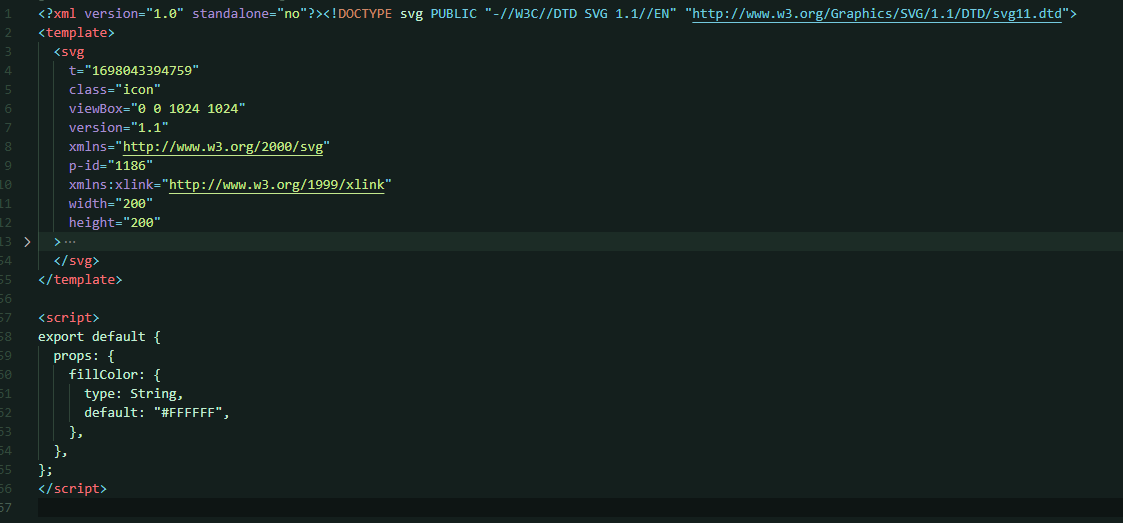 1 <?xml version="1.0" standalone="no"?><!DOCTYPE svg PUBLIC "-//W3C//DTD SVG 1.1//EN" "http://www.w3.org/Graphics/SVG/1.1/DTD/svg11.dtd">
2 <template>
3 <svg
4 t="1698043394759"
5 class="icon"
6 viewBox="0 0 1024 1024"
7 version="1.1"
8 xmlns="http://www.w3.org/2000/svg"
9 p-id="1186"
10 xmlns:xlink="http://www.w3.org/1999/xlink"
11 width="200"
12 height="200"
13 > ···
54 </svg>
55 </template>
56
57 <script>
58 export default {
59 props: {
60 fillColor: {
61 type: String,
62 default: "#FFFFFF",
63 },
64 },
65 };
66 </script>
67